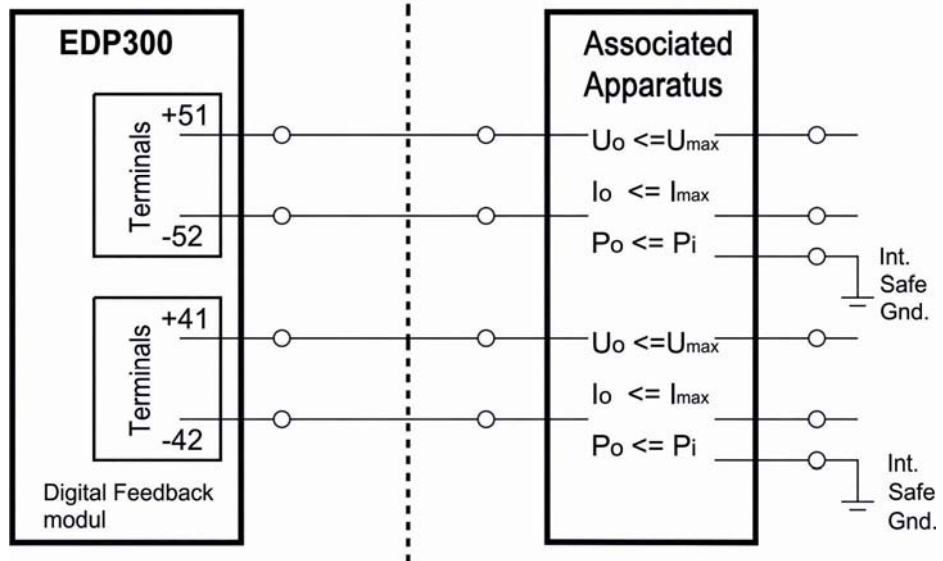 EDP300
Terminals
+51
-52
Terminals
+41
-42
Digital Feedback
modul
Associated
Apparatus
Uo <=Umax
Io <= Imax
Po <= Pi
Int.
Safe
Gnd.
Uo <=Umax
Io <= Imax
Po <= Pi
Int.
Safe
Gnd.